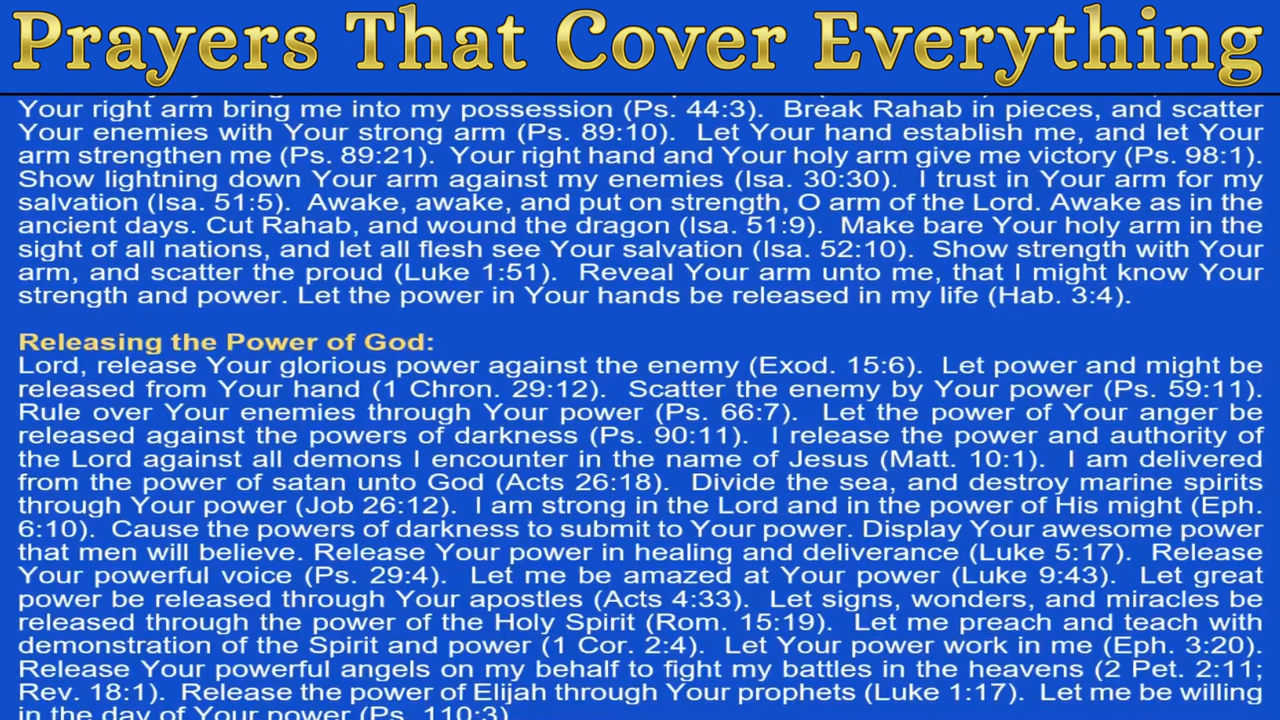 Prayers That Cover Everything
Your right arm bring me into my possession (Ps. 44:3).  Break Rahab in pieces, and scatter
Your enemies with Your strong arm (Ps. 89:10).  Let Your hand establish me, and let Your
arm strengthen me (Ps. 89:21).  Your right hand and Your holy arm give me victory (Ps. 98:1).
Show lightning down Your arm against my enemies (Isa. 30:30).  I trust in Your arm for my
salvation (Isa. 51:5).  Awake, awake, and put on strength, O arm of the Lord. Awake as in the
ancient days. Cut Rahab, and wound the dragon (Isa. 51:9).  Make bare Your holy arm in the
sight of all nations, and let all flesh see Your salvation (Isa. 52:10).  Show strength with Your
arm, and scatter the proud (Luke 1:51).  Reveal Your arm unto me, that I might know Your
strength and power. Let the power in Your hands be released in my life (Hab. 3:4).
Releasing the Power of God:
Lord, release Your glorious power against the enemy (Exod. 15:6).  Let power and might be
released from Your hand (1 Chron. 29:12).  Scatter the enemy by Your power (Ps. 59:11).
Rule over Your enemies through Your power (Ps. 66:7).  Let the power of Your anger be
released against the powers of darkness (Ps. 90:11).  I release the power and authority of
the Lord against all demons I encounter in the name of Jesus (Matt. 10:1).  I am delivered
from the power of satan unto God (Acts 26:18).  Divide the sea, and destroy marine spirits
through Your power (Job 26:12).  I am strong in the Lord and in the power of His might (Eph.
6:10).  Cause the powers of darkness to submit to Your power. Display Your awesome power
that men will believe. Release Your power in healing and deliverance (Luke 5:17).  Release
Your powerful voice (Ps. 29:4).  Let me be amazed at Your power (Luke 9:43).  Let great
power be released through Your apostles (Acts 4:33).  Let signs, wonders, and miracles be
released through the power of the Holy Spirit (Rom. 15:19).  Let me preach and teach with
demonstration of the Spirit and power (1 Cor. 2:4).  Let Your power work in me (Eph. 3:20).
Release Your powerful angels on my behalf to fight my battles in the heavens (2 Pet. 2:11;
Rev. 18:1).  Release the power of Elijah through Your prophets (Luke 1:17).  Let me be willing
in the day of Your power (Ps. 110:3)